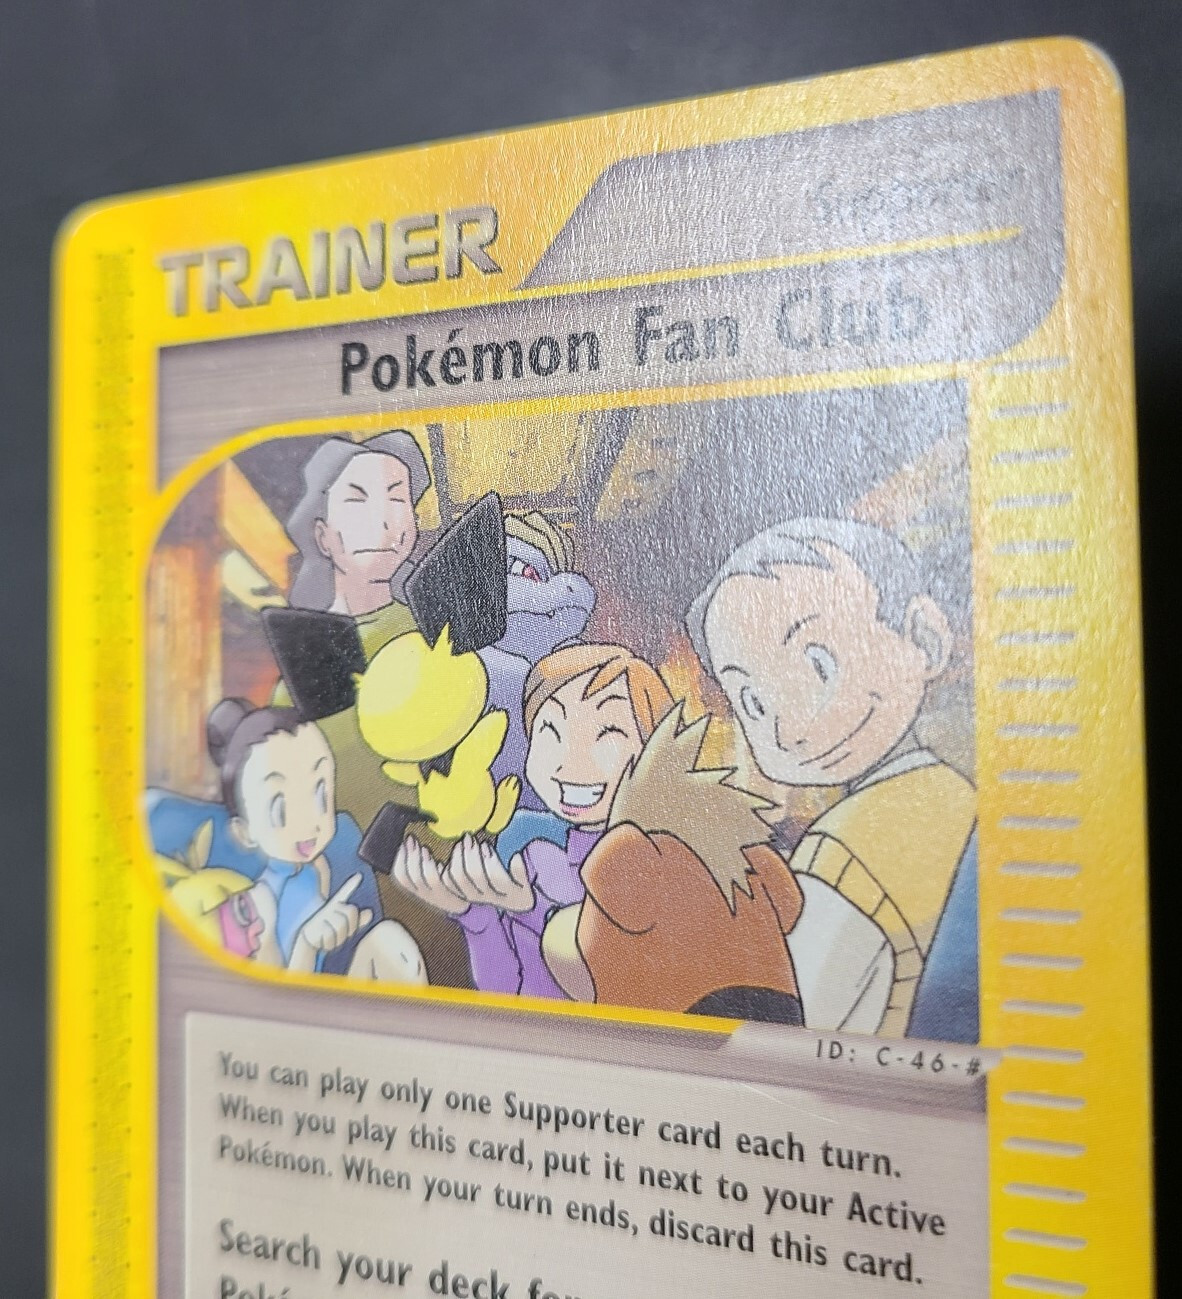 TRAINER
Supporter
Pokémon Fan Club
ID: C-46-#
You can play only one Supporter card each turn.
When you play this card, put it next to your Active
Pokémon. When your turn ends, discard this card.
Search your deck for